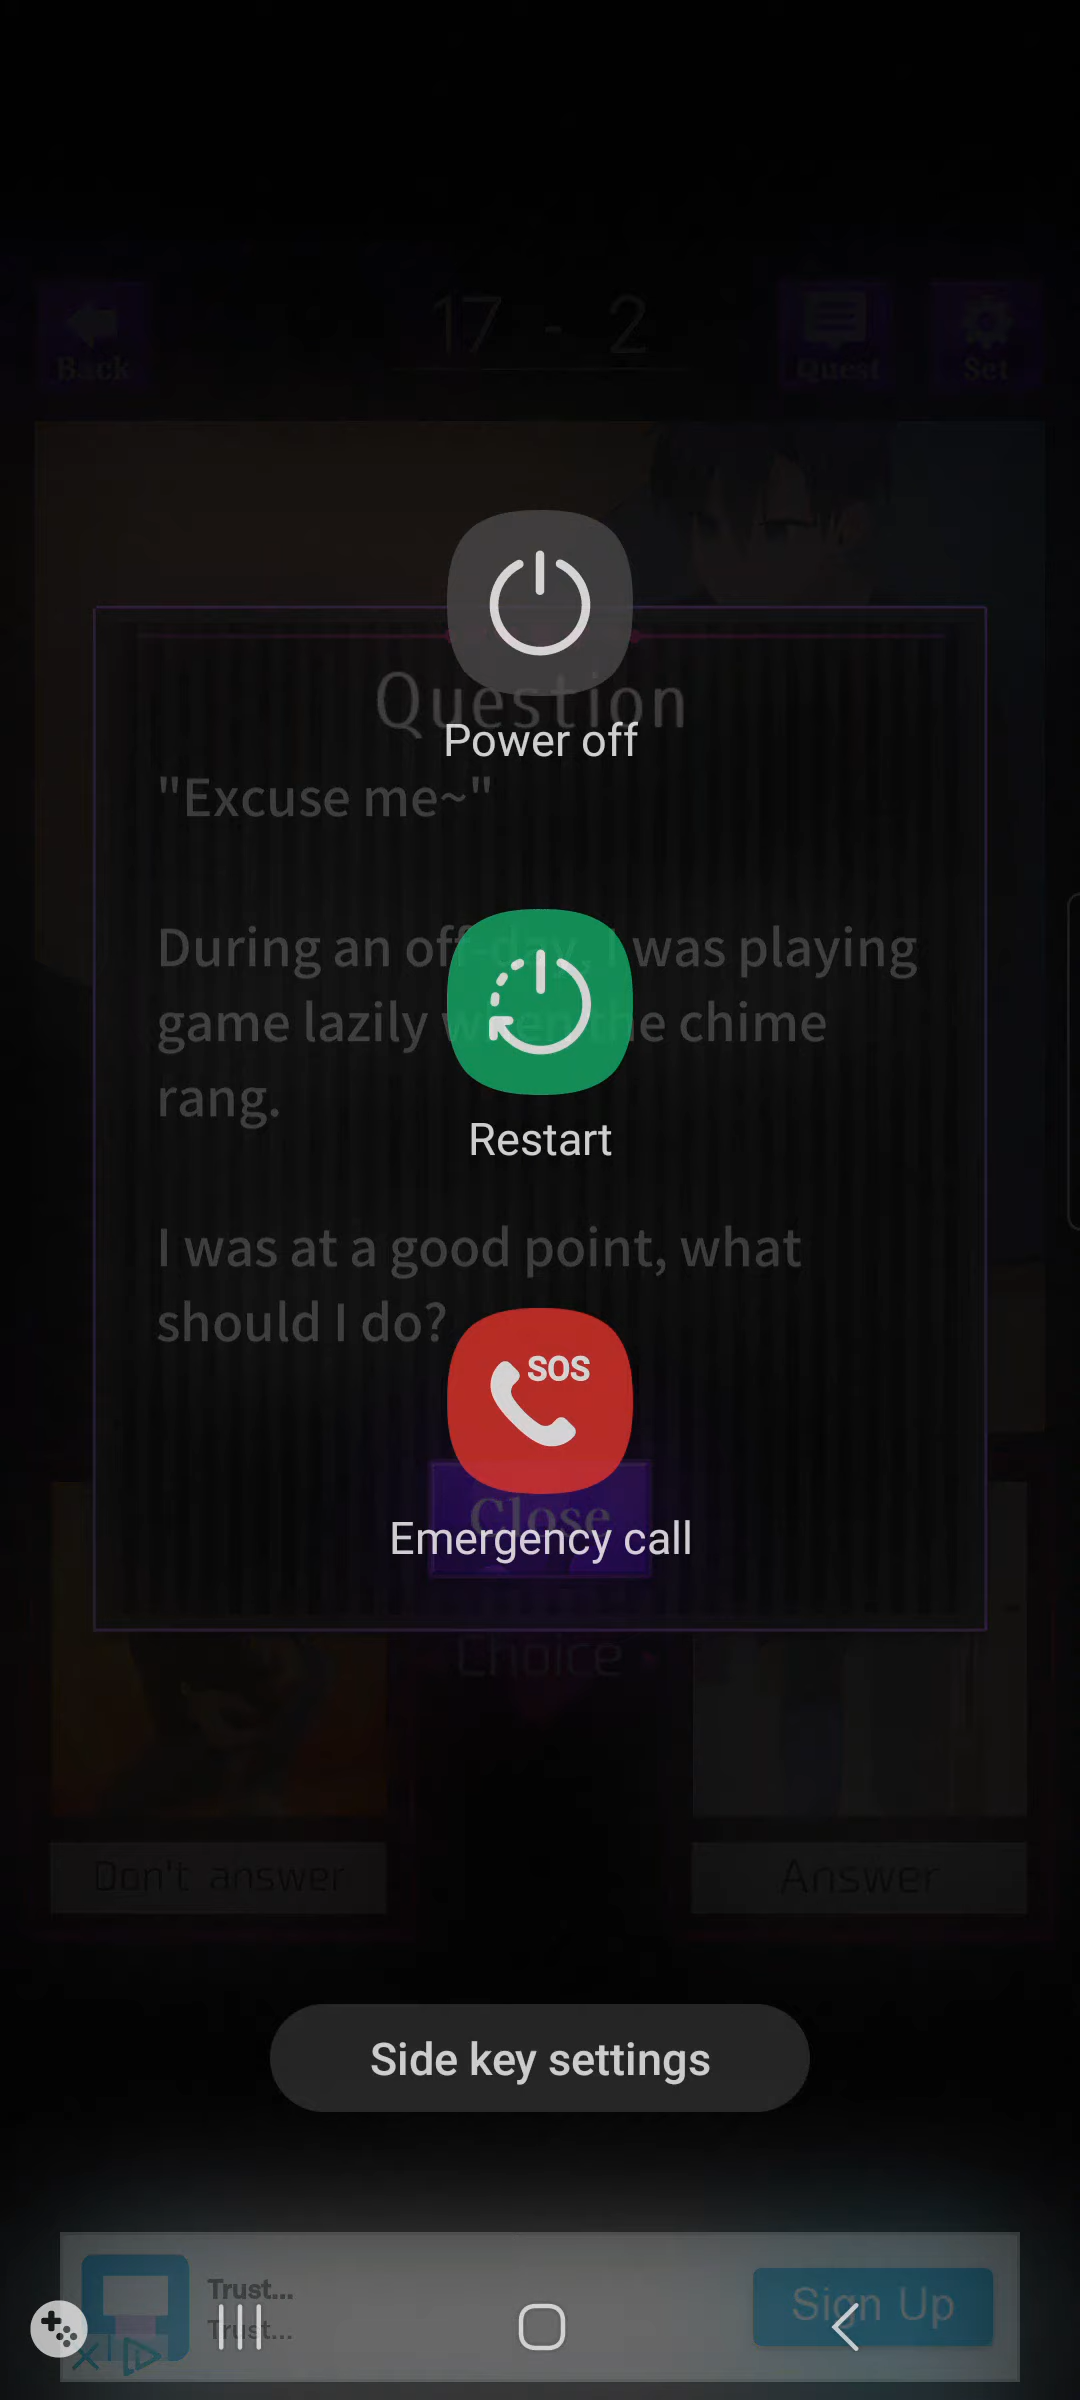 17 - 2
Back
Quest
Set
Question
Power off
"Excuse me~"
During an off-day, I was playing
game lazily when the chime
rang.
Restart
I was at a good point, what
should I do?
SOS
Close
Emergency call
Choice
Don't answer
Answer
Side key settings
Trust...
Trust...
Sign Up